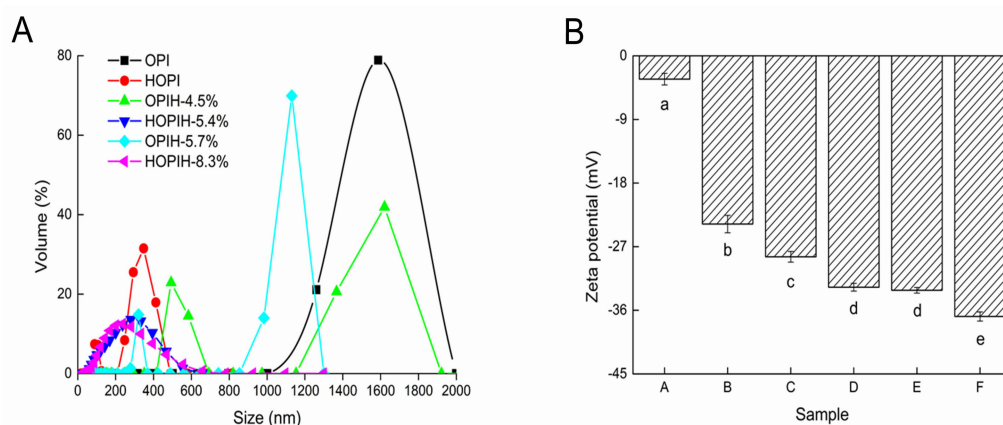 A
80
60
40
20
0
Volume (%)
OPI
HOPI
OPIH-4.5%
HOPIH-5.4%
OPIH-5.7%
HOPIH-8.3%
0 200 400 600 800 1000 1200 1400 1600 1800 2000
Size (nm)
B
0
-9
-18
-27
-36
-45
Zeta potential (mV)
a
b
c
d
d
e
A B C D E F
Sample